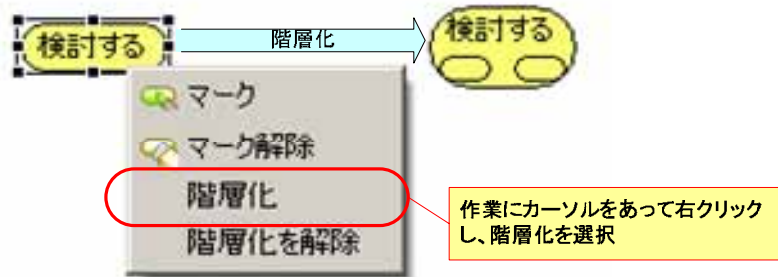 検討する
階層化
検討する
マーク
マーク解除
階層化
階層化を解除
作業にカーソルをあって右クリック
し、階層化を選択